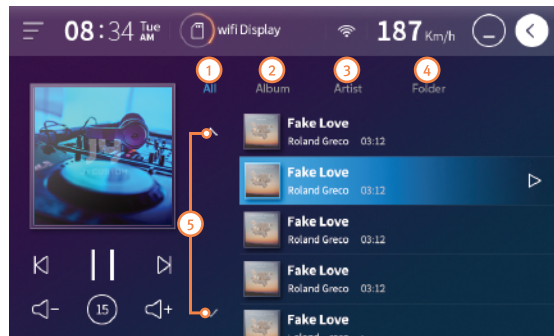 08:34 Tue AM
wifi Display
187 Km/h
1
2
3
4
All
Album
Artist
Folder
Fake Love
Roland Greco 03:12
Fake Love
Roland Greco 03:12
5
Fake Love
Roland Greco 03:12
Fake Love
Roland Greco 03:12
15
Fake Love